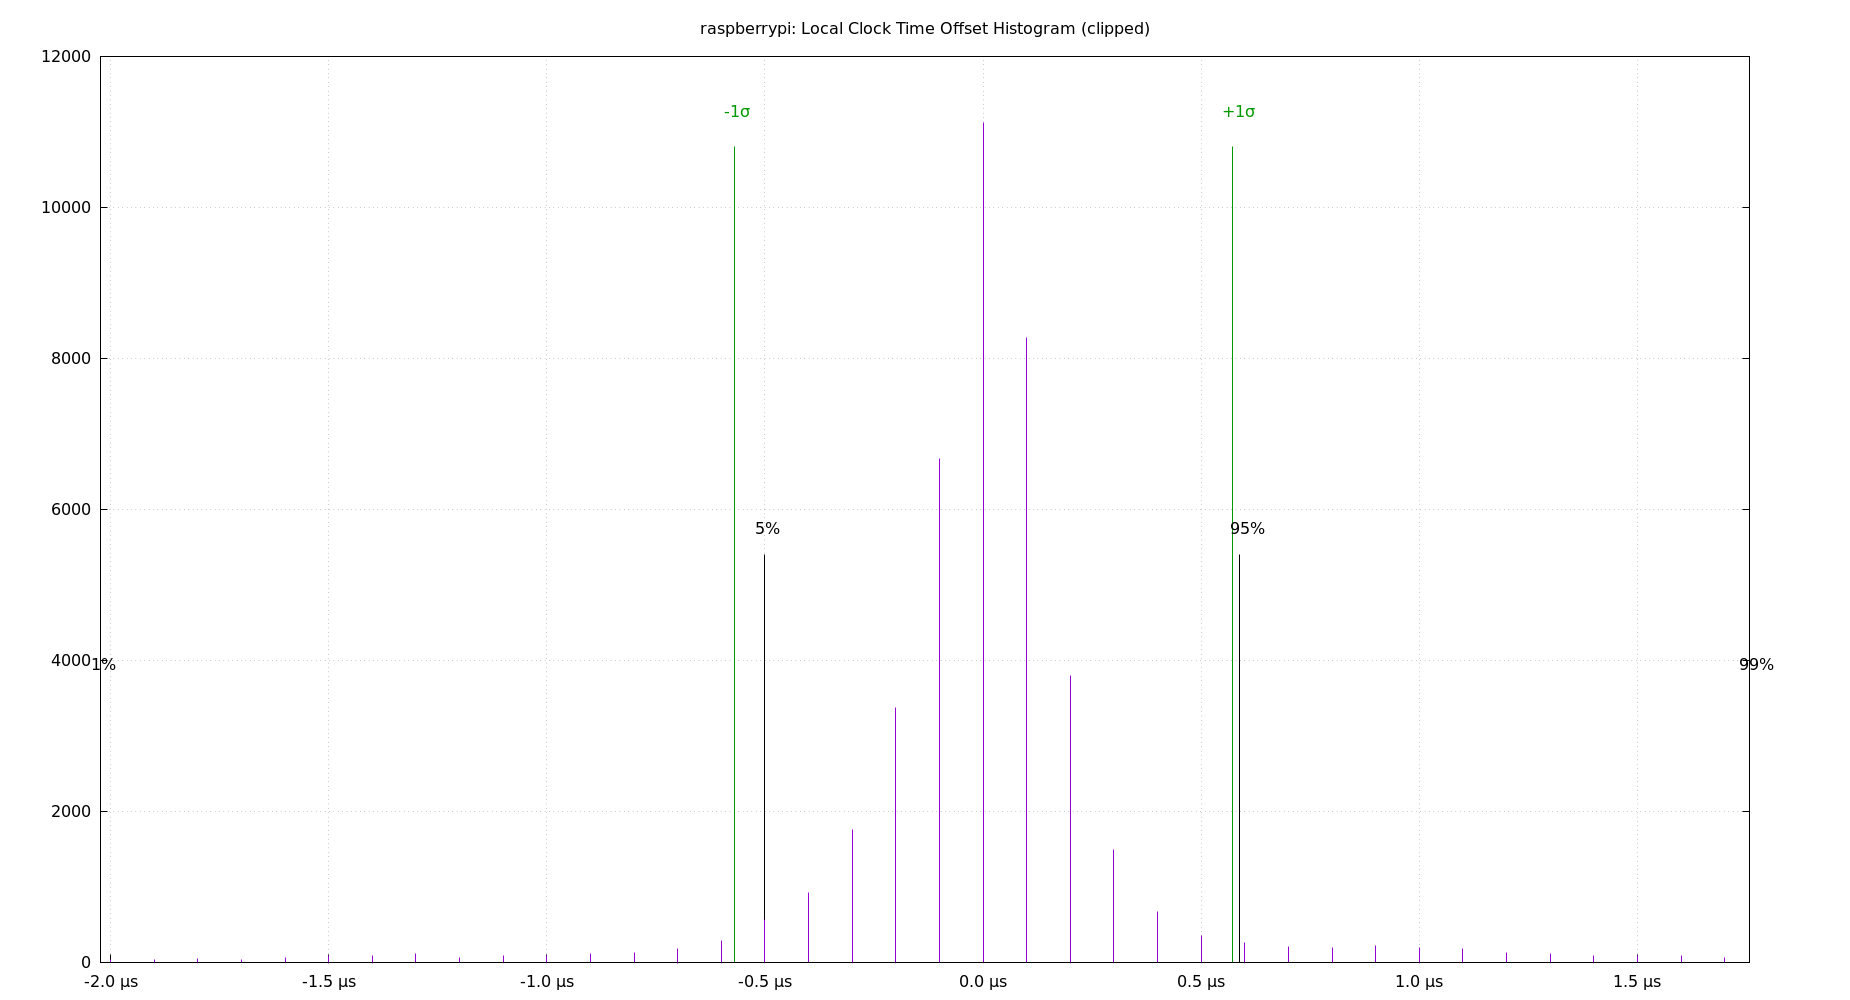 raspberrypi: Local Clock Time Offset Histogram (clipped)
12000
-1σ
+1σ
10000
8000
6000
5%
95%
4000
1%
99%
2000
0
-2.0 μs
-1.5 μs
-1.0 μs
-0.5 μs
0.0 μs
0.5 μs
1.0 μs
1.5 μs